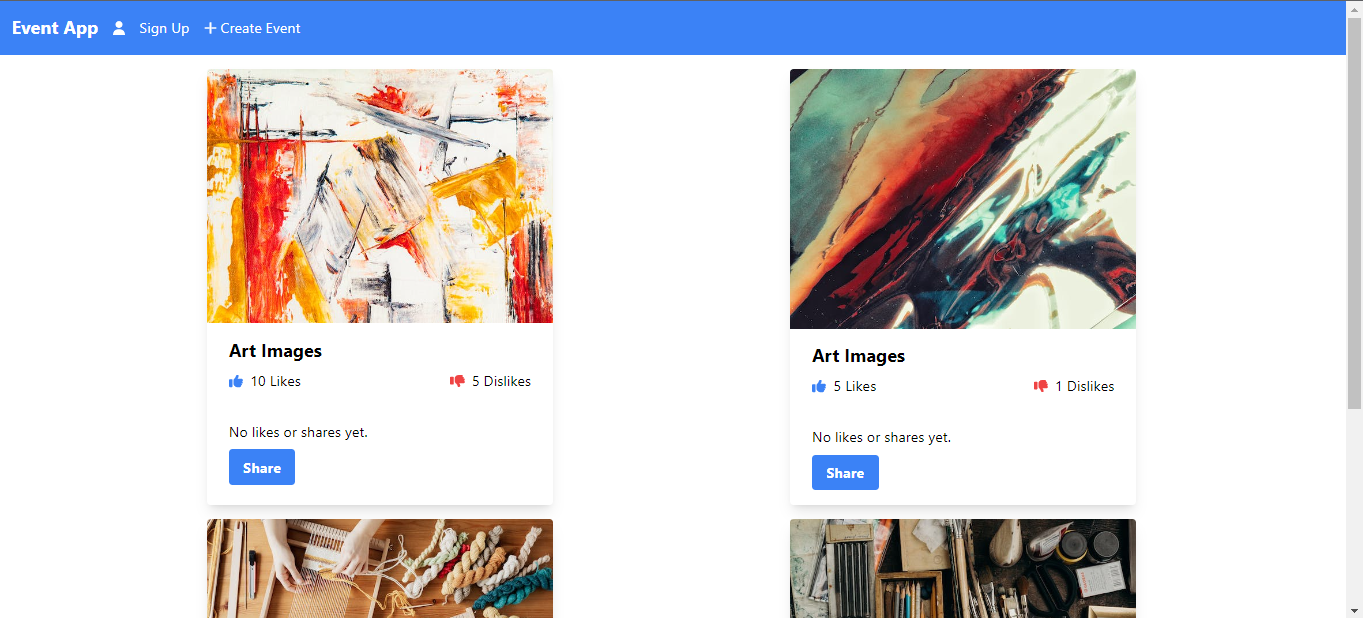 Event App Sign Up + Create Event
Art Images
10 Likes 5 Dislikes
No likes or shares yet.
Share
Art Images
5 Likes 1 Dislikes
No likes or shares yet.
Share